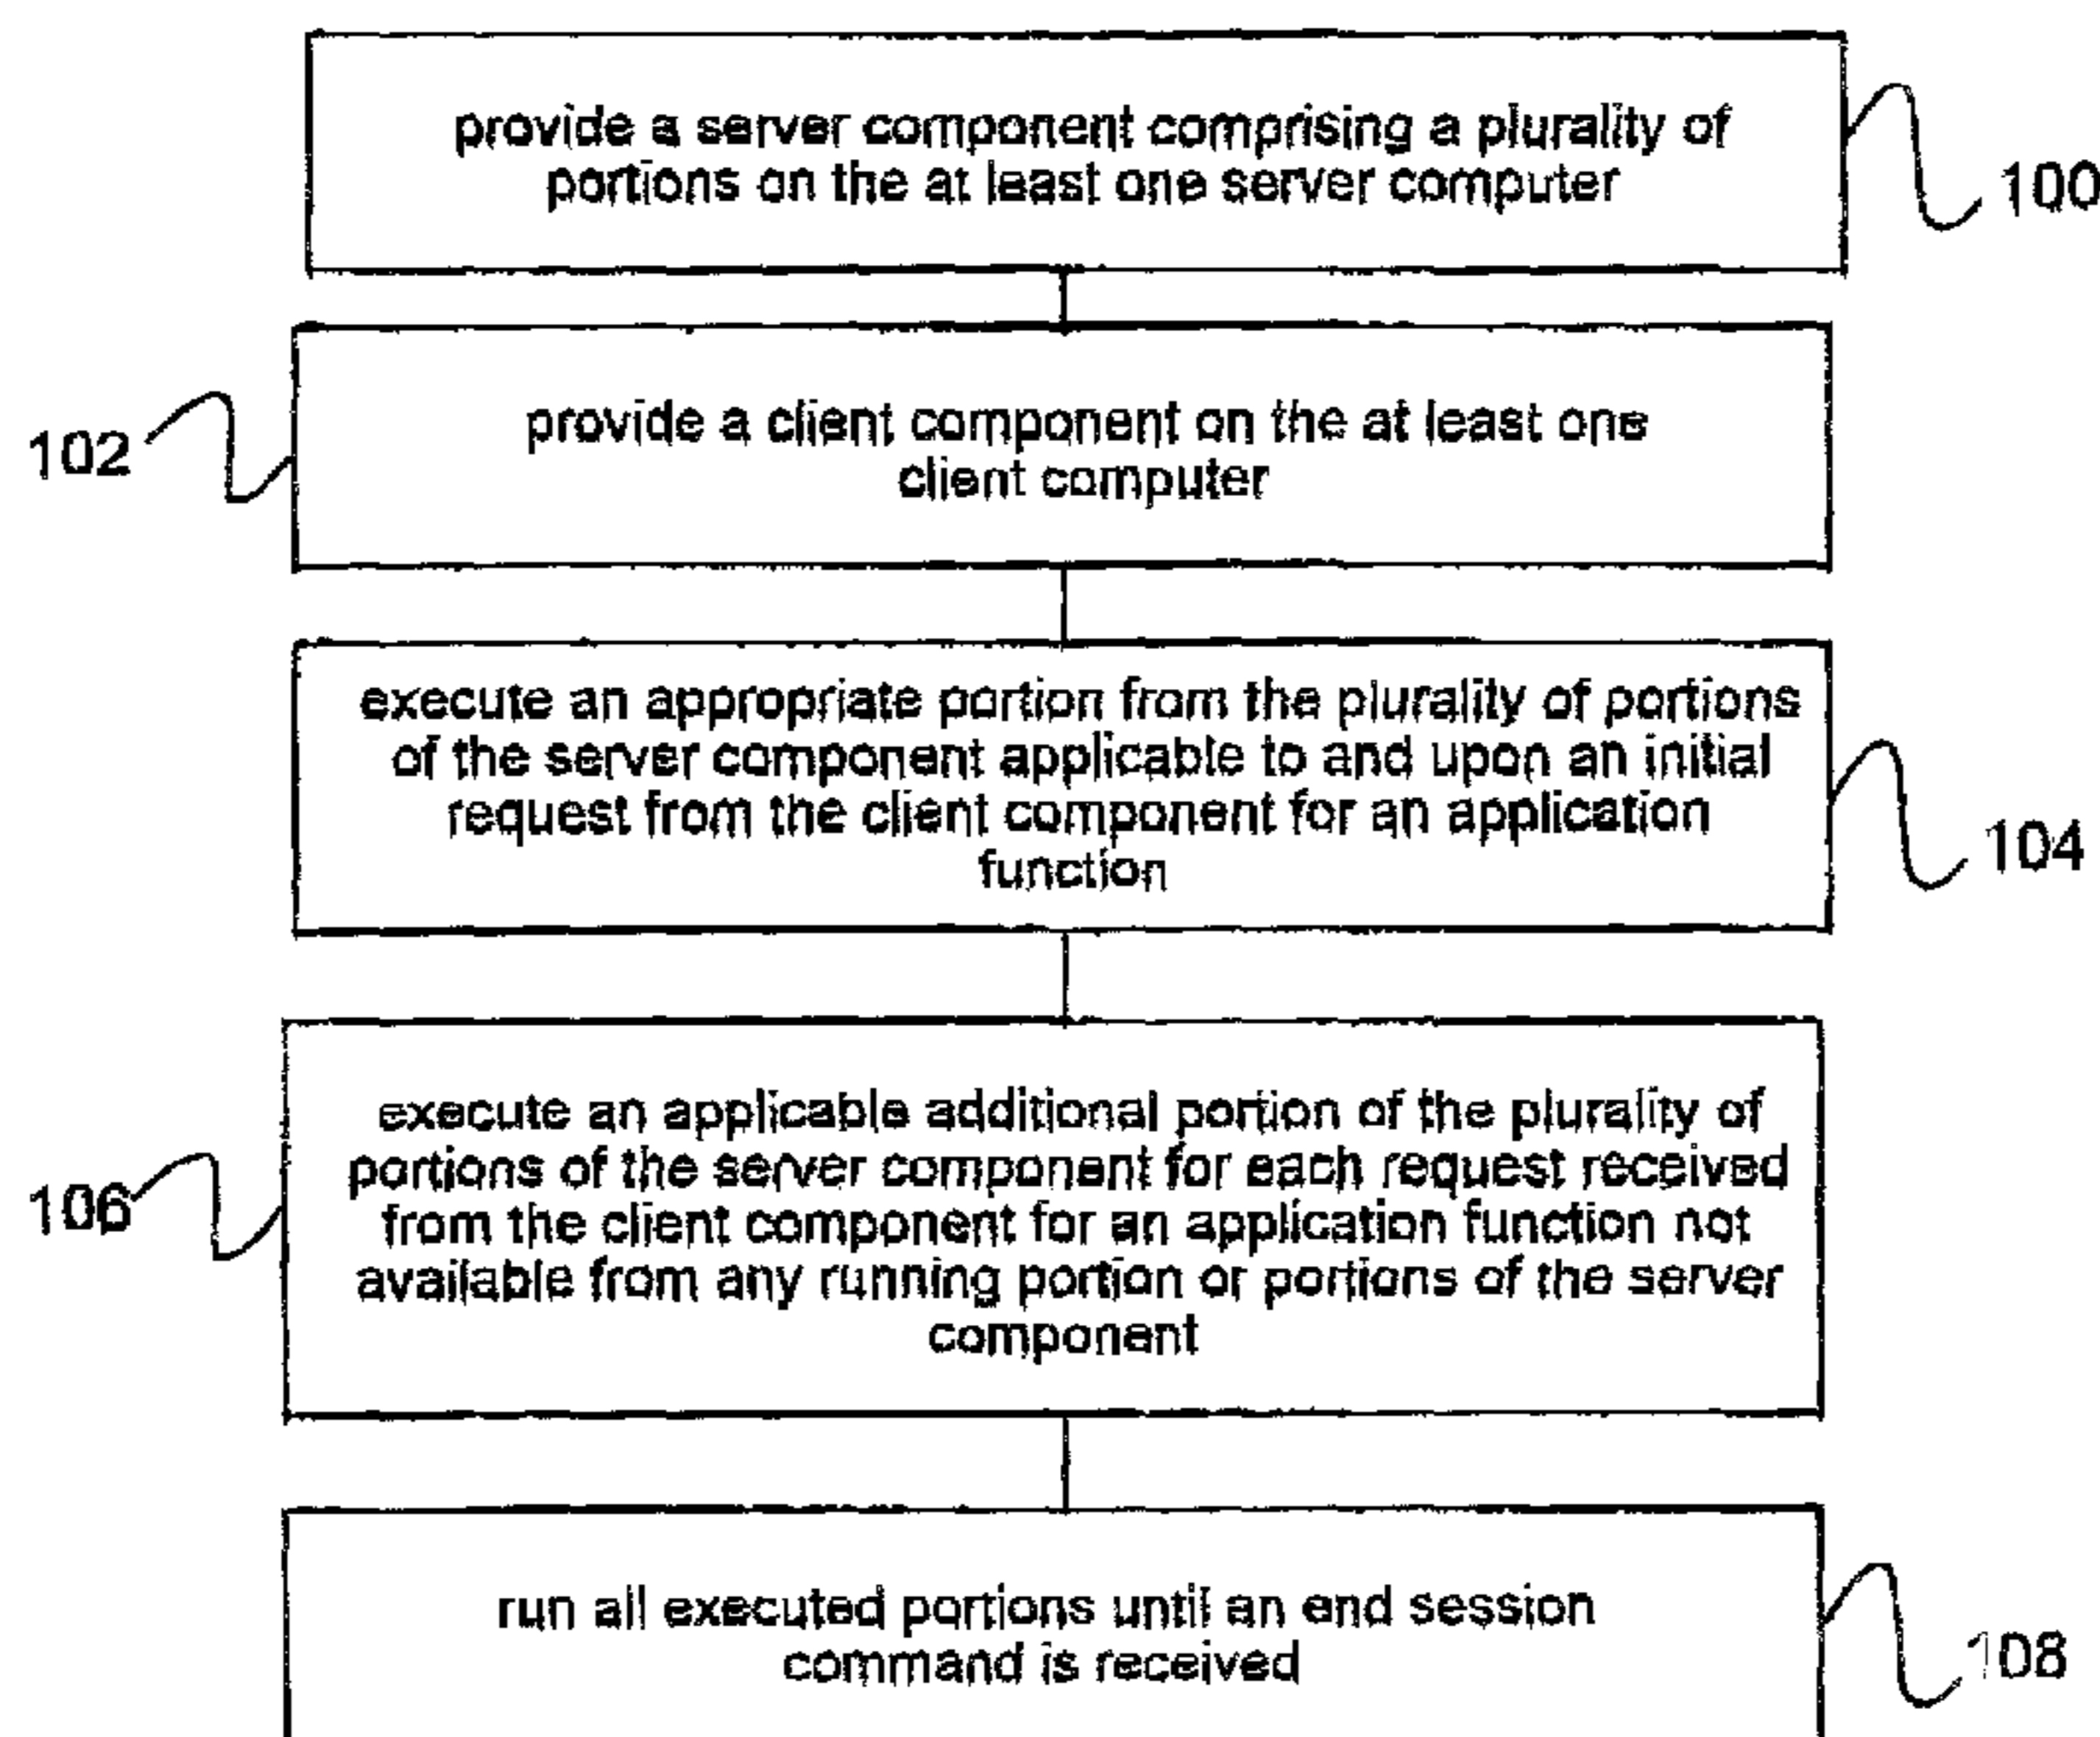 provide a server component comprising a plurality of
portions on the at least one server computer
100
provide a client component on the at least one
client computer
102
execute an appropriate portion from the plurality of portions
of the server component applicable to and upon an initial
request from the client component for an application
function
104
execute an applicable additional portion of the plurality of
portions of the server component for each request received
from the client component for an application function not
available from any running portion or portions of the server
component
106
run all executed portions until an end session
command is received
108